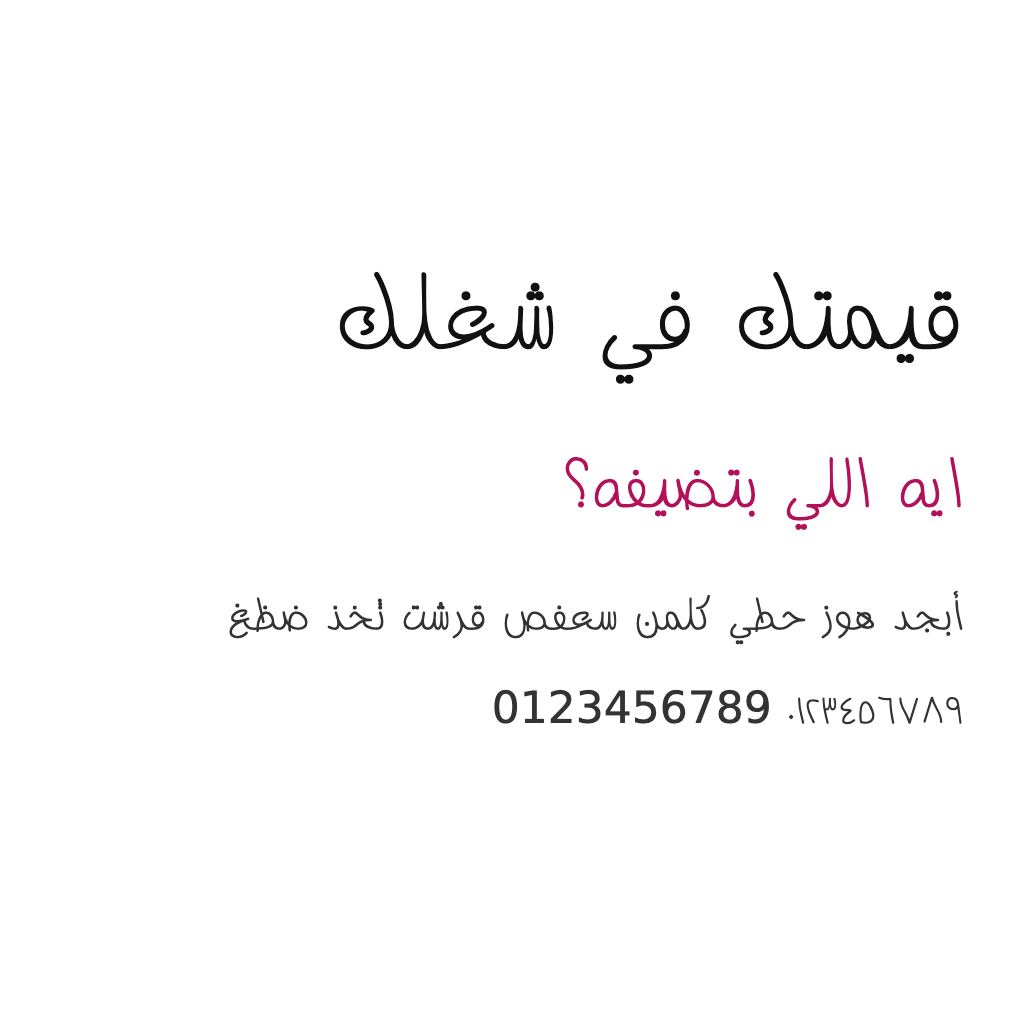 قيمتك في شغلك
ايه اللي بتضيفه؟
أبجد هوز حطي كلمن سعفص قرشت ثخذ ضظغ
٠١٢٣٤٥٦٧٨٩ 0123456789